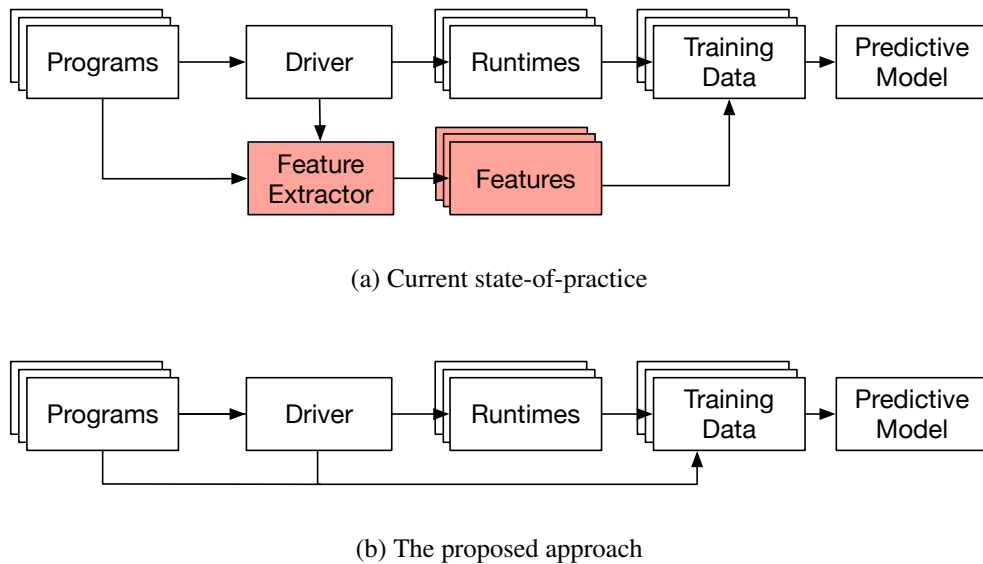 Programs
Driver
Runtimes
Training
Data
Predictive
Model
Feature
Extractor
Features
(a) Current state-of-practice
Programs
Driver
Runtimes
Training
Data
Predictive
Model
(b) The proposed approach